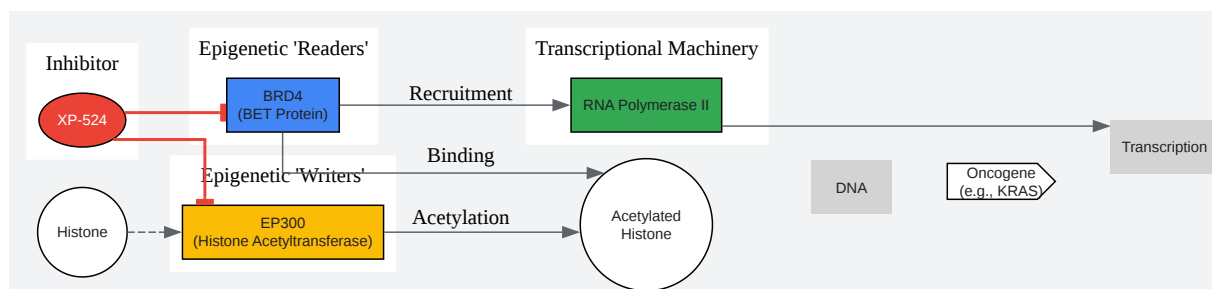 Inhibitor
XP-524
Epigenetic 'Readers'
BRD4
(BET Protein)
Recruitment
Transcriptional Machinery
RNA Polymerase II
Transcription
Binding
Epigenetic 'Writers'
EP300
(Histone Acetyltransferase)
Histone
Acetylation
Acetylated
Histone
DNA
Oncogene
(e.g., KRAS)